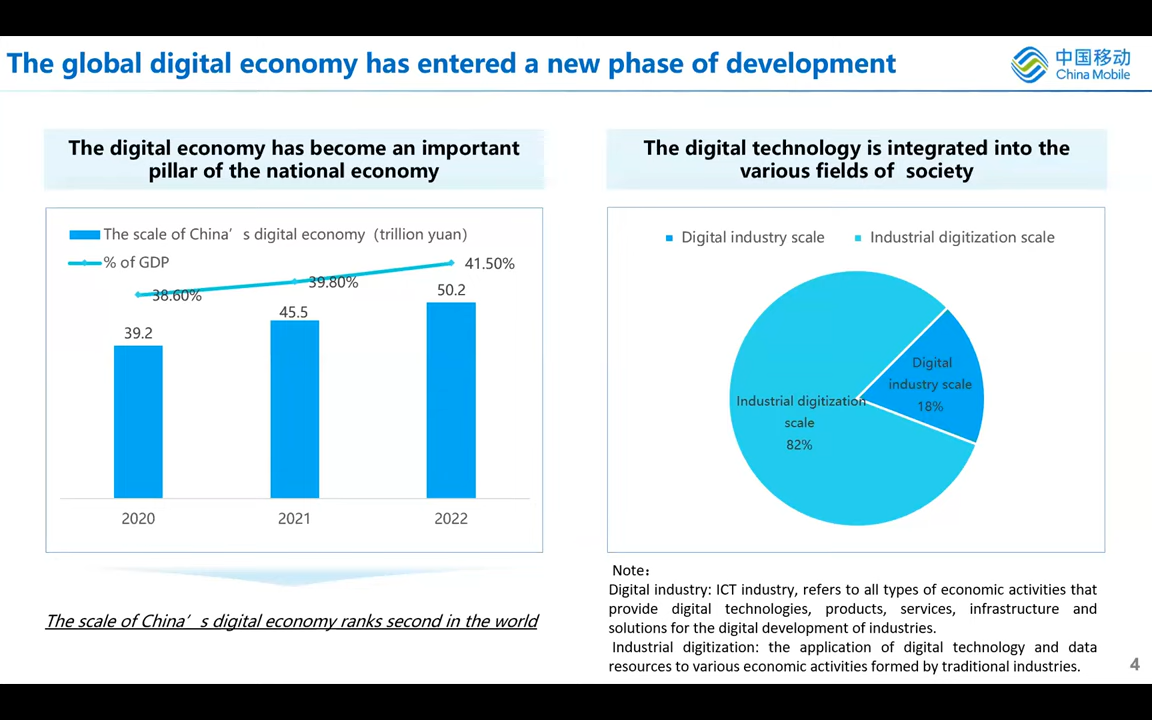 The global digital economy has entered a new phase of development
中国移动
China Mobile
The digital economy has become an important
pillar of the national economy
The scale of China’s digital economy（trillion yuan）
% of GDP
38.60%
39.80%
41.50%
39.2
45.5
50.2
2020
2021
2022
The scale of China’s digital economy ranks second in the world
The digital technology is integrated into the
various fields of society
Digital industry scale
Industrial digitization scale
Digital
industry scale
18%
Industrial digitization
scale
82%
Note：
Digital industry: ICT industry, refers to all types of economic activities that
provide digital technologies, products, services, infrastructure and
solutions for the digital development of industries.
Industrial digitization: the application of digital technology and data
resources to various economic activities formed by traditional industries.
4